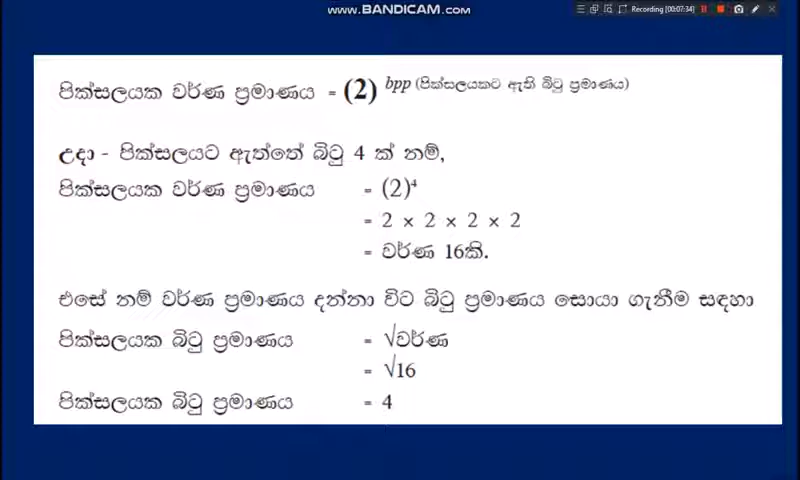 www.BANDICAM.com
Recording [00:07:34]
පික්සලයක වර්ණ ප්‍රමාණය = (2) bpp (පික්සලයකට ඇති බිටු ප්‍රමාණය)
උදා - පික්සලයට ඇත්තේ බිටු 4 ක් නම්,
පික්සලයක වර්ණ ප්‍රමාණය = (2)⁴
= 2 × 2 × 2 × 2
= වර්ණ 16කි.
එසේ නම් වර්ණ ප්‍රමාණය දන්නා විට බිටු ප්‍රමාණය සොයා ගැනීම සඳහා
පික්සලයක බිටු ප්‍රමාණය = √වර්ණ
= √16
පික්සලයක බිටු ප්‍රමාණය = 4